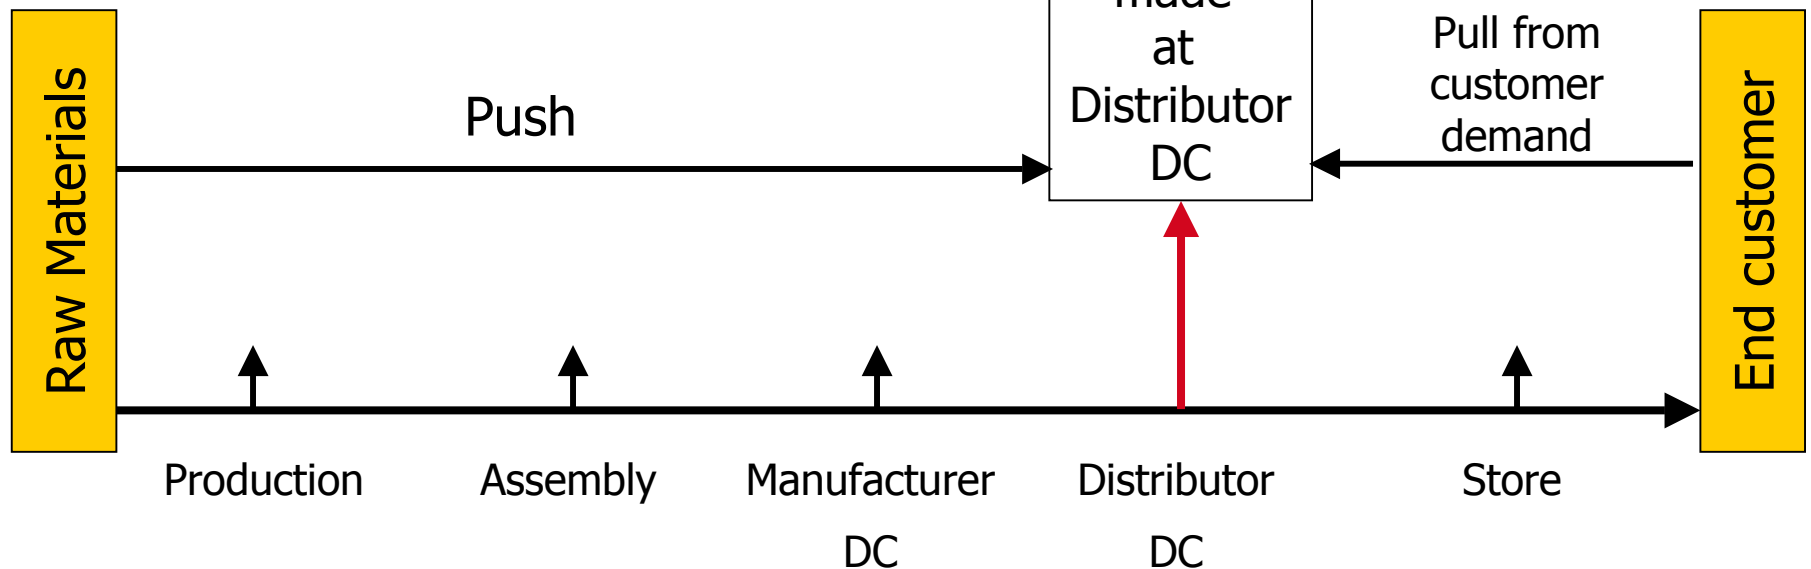 Raw Materials
Push
made
at
Distributor
DC
Pull from
customer
demand
End customer
Production
Assembly
Manufacturer
DC
Distributor
DC
Store